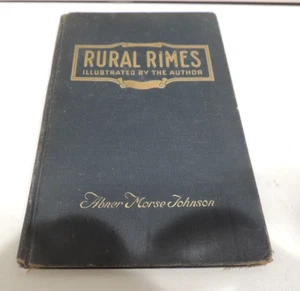 RURAL RIMES
ILLUSTRATED BY THE AUTHOR
Abner Morse Johnson